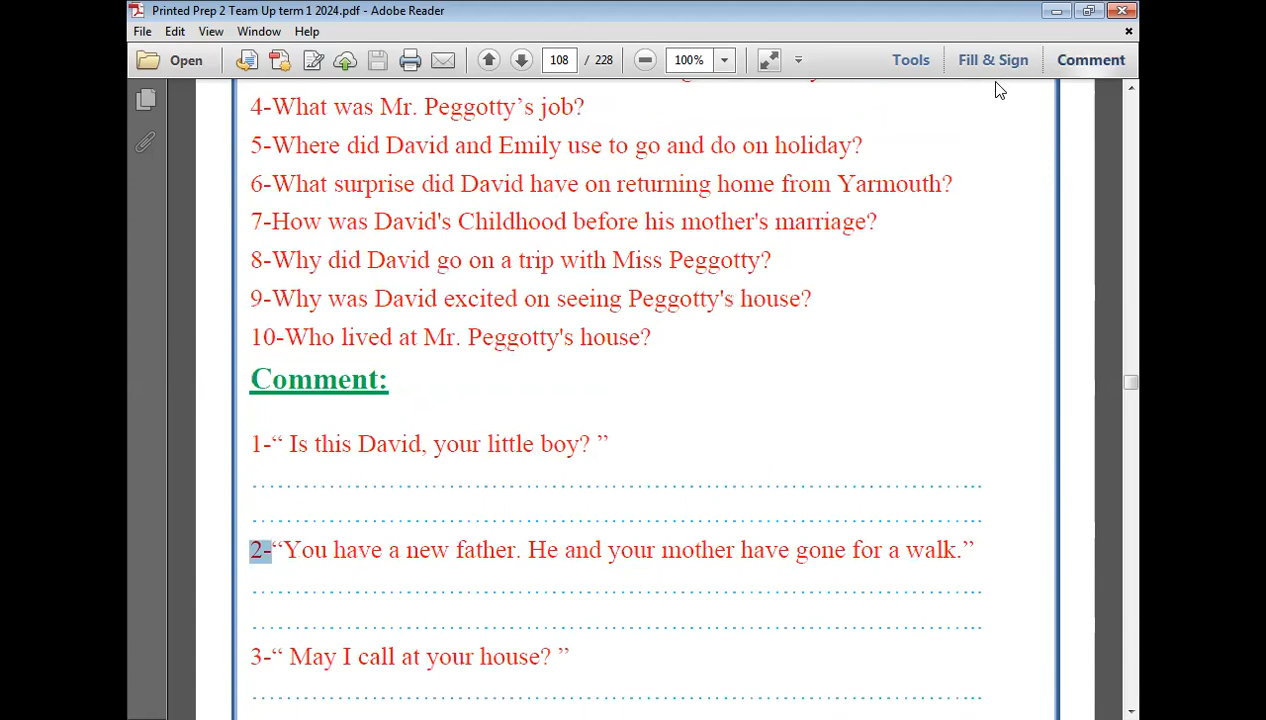 Printed Prep 2 Team Up term 1 2024.pdf - Adobe Reader
File Edit View Window Help
Open 108 / 228 100% Tools Fill & Sign Comment
4-What was Mr. Peggotty’s job?
5-Where did David and Emily use to go and do on holiday?
6-What surprise did David have on returning home from Yarmouth?
7-How was David's Childhood before his mother's marriage?
8-Why did David go on a trip with Miss Peggotty?
9-Why was David excited on seeing Peggotty's house?
10-Who lived at Mr. Peggotty's house?
Comment:
1-“ Is this David, your little boy? ”
2-“You have a new father. He and your mother have gone for a walk.”
3-“ May I call at your house? ”